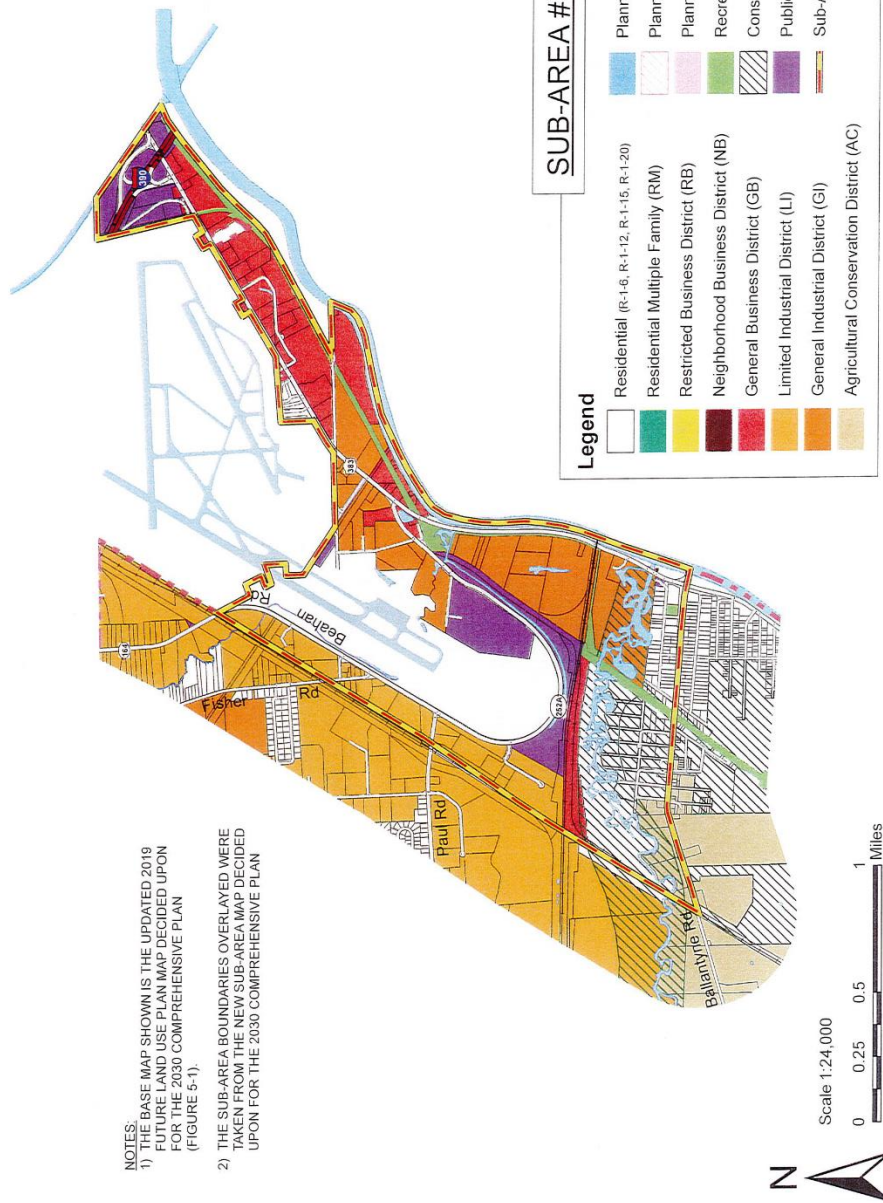 NOTES:
1) THE BASE MAP SHOWN IS THE UPDATED 2019
FUTURE LAND USE PLAN MAP DECIDED UPON
FOR THE 2030 COMPREHENSIVE PLAN
(FIGURE 5-1).
2) THE SUB-AREA BOUNDARIES OVERLAYED WERE
TAKEN FROM THE NEW SUB-AREA MAP DECIDED
UPON FOR THE 2030 COMPREHENSIVE PLAN
390
383
204
Fisher
Rd
Beahan
Rd
Paul Rd
252A
Ballantyne Rd
SUB-AREA #
Legend
Residential (R-1-6, R-1-12, R-1-15, R-1-20)
Residential Multiple Family (RM)
Restricted Business District (RB)
Neighborhood Business District (NB)
General Business District (GB)
Limited Industrial District (LI)
General Industrial District (GI)
Agricultural Conservation District (AC)
Plann
Plann
Plann
Recre
Cons
Public
Sub-A
N
Scale 1:24,000
0 0.25 0.5 1
Miles